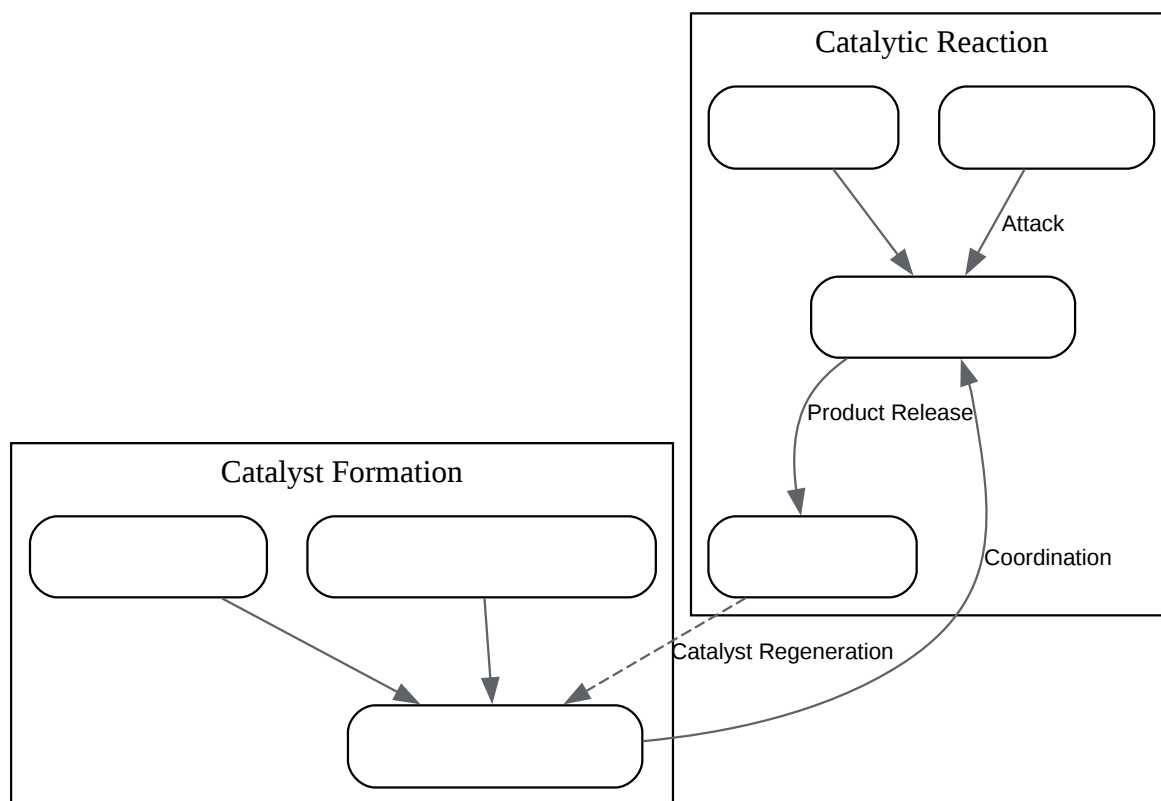 Catalytic Reaction
Attack
Product Release
Catalyst Formation
Coordination
Catalyst Regeneration